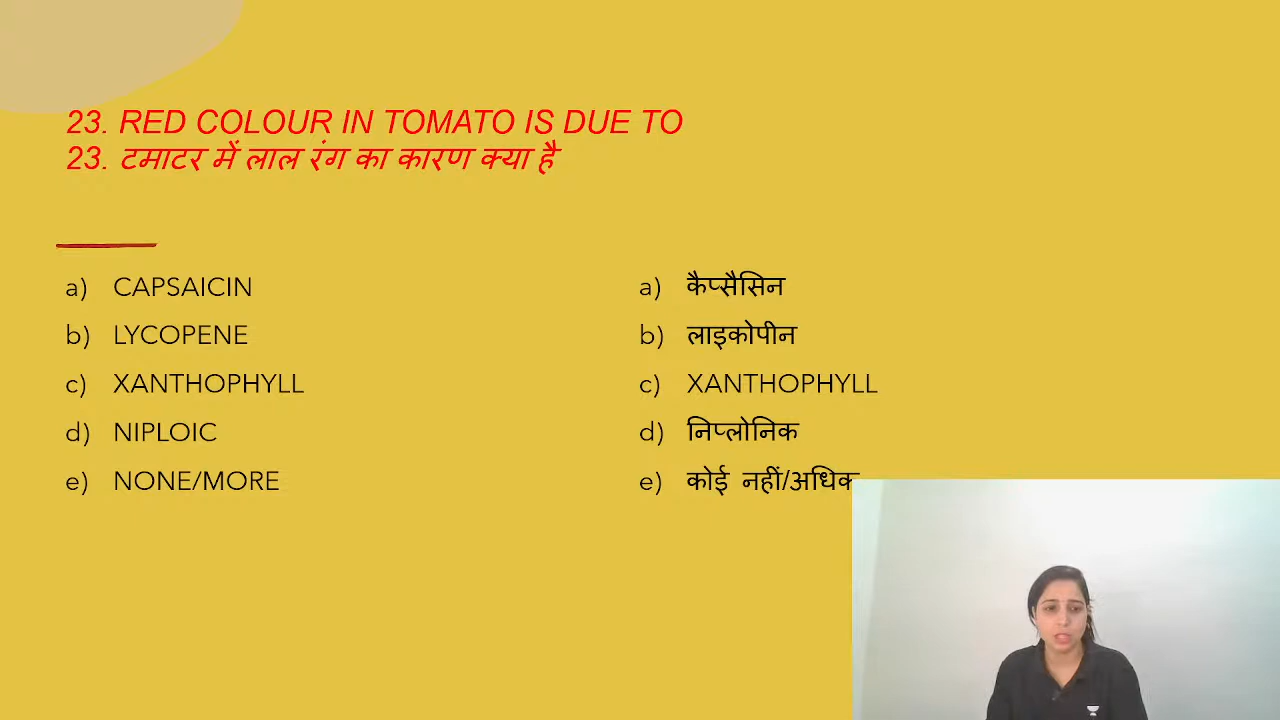 23. RED COLOUR IN TOMATO IS DUE TO
23. टमाटर में लाल रंग का कारण क्या है
a) CAPSAICIN
b) LYCOPENE
c) XANTHOPHYLL
d) NIPLOIC
e) NONE/MORE
a) कैप्सैसिन
b) लाइकोपीन
c) XANTHOPHYLL
d) निप्लोनिक
e) कोई नहीं/अधिक